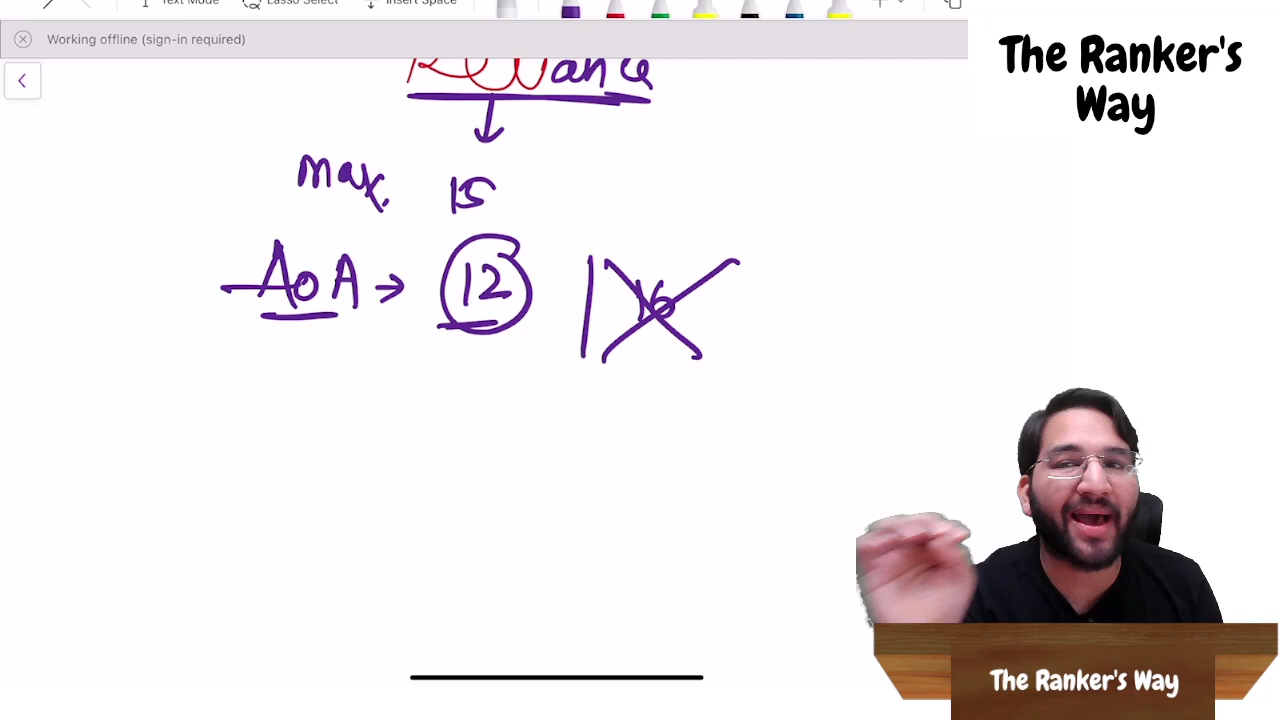 Text Mode
Lasso Select
Insert Space
Working offline (sign-in required)
The Ranker's
Way
max. 15
AOA → 12
16
The Ranker's Way